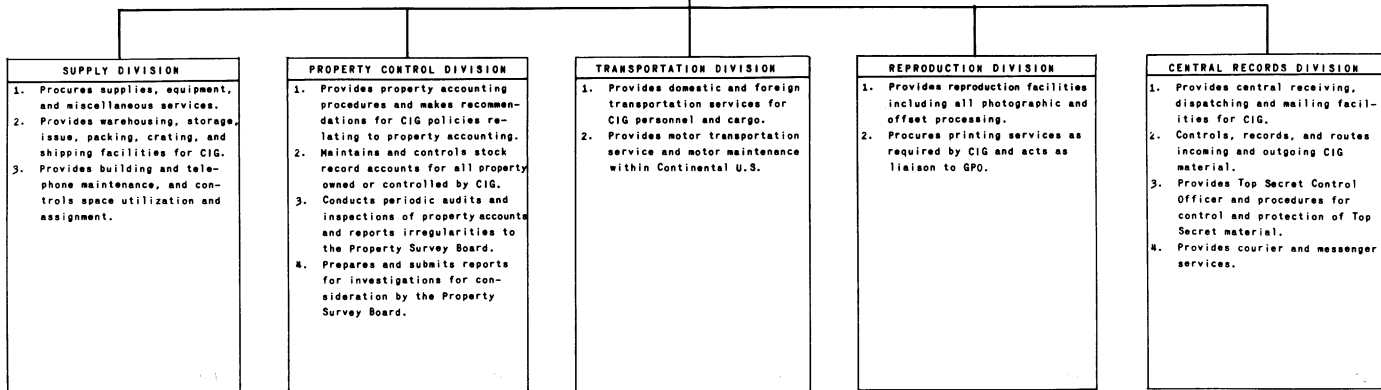 SUPPLY DIVISION
1. Procures supplies, equipment,
and miscellaneous services.
2. Provides warehousing, storage,
issue, packing, crating, and
shipping facilities for CIG.
3. Provides building and tele-
phone maintenance, and con-
trols space utilization and
assignment.
PROPERTY CONTROL DIVISION
1. Provides property accounting
procedures and makes recommen-
dations for CIG policies re-
lating to property accounting.
2. Maintains and controls stock
record accounts for all property
owned or controlled by CIG.
3. Conducts periodic audits and
inspections of property accounts
and reports irregularities to
the Property Survey Board.
4. Prepares and submits reports
for investigations for con-
sideration by the Property
Survey Board.
TRANSPORTATION DIVISION
1. Provides domestic and foreign
transportation services for
CIG personnel and cargo.
2. Provides motor transportation
service and motor maintenance
within Continental U.S.
REPRODUCTION DIVISION
1. Provides reproduction facilities
including all photographic and
offset processing.
2. Procures printing services as
required by CIG and acts as
liaison to GPO.
CENTRAL RECORDS DIVISION
1. Provides central receiving,
dispatching and mailing facil-
ities for CIG.
2. Controls, records, and routes
incoming and outgoing CIG
material.
3. Provides Top Secret Control
Officer and procedures for
control and protection of Top
Secret material.
4. Provides courier and messenger
services.